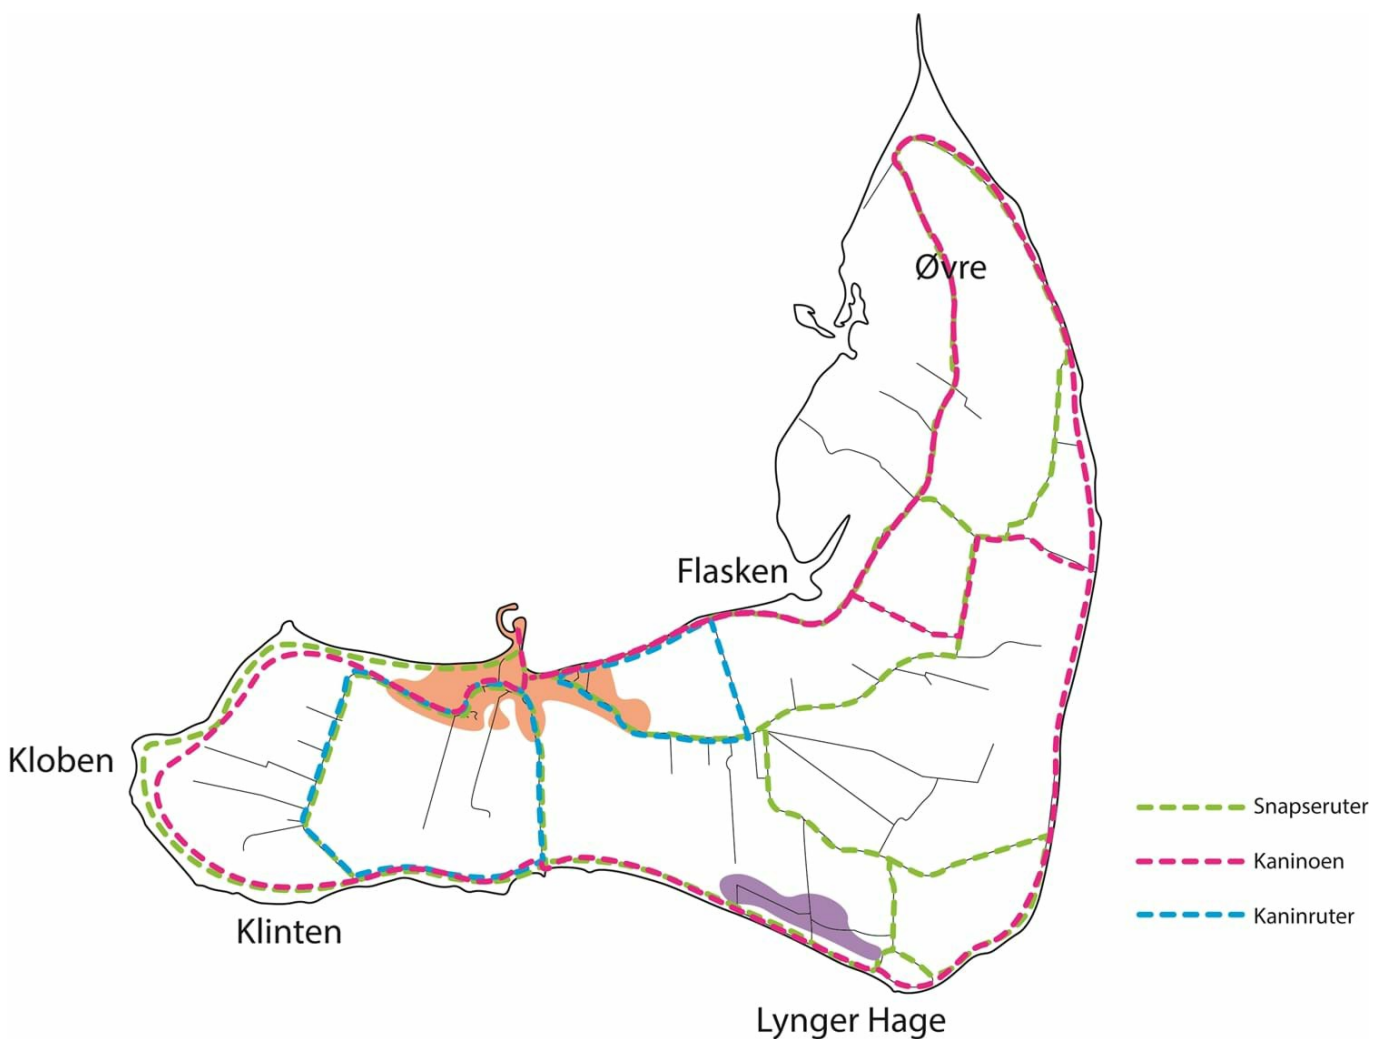 Øvre
Flasken
Kloben
Snapseruter
Kaninoen
Kaninruter
Klinten
Lynger Hage